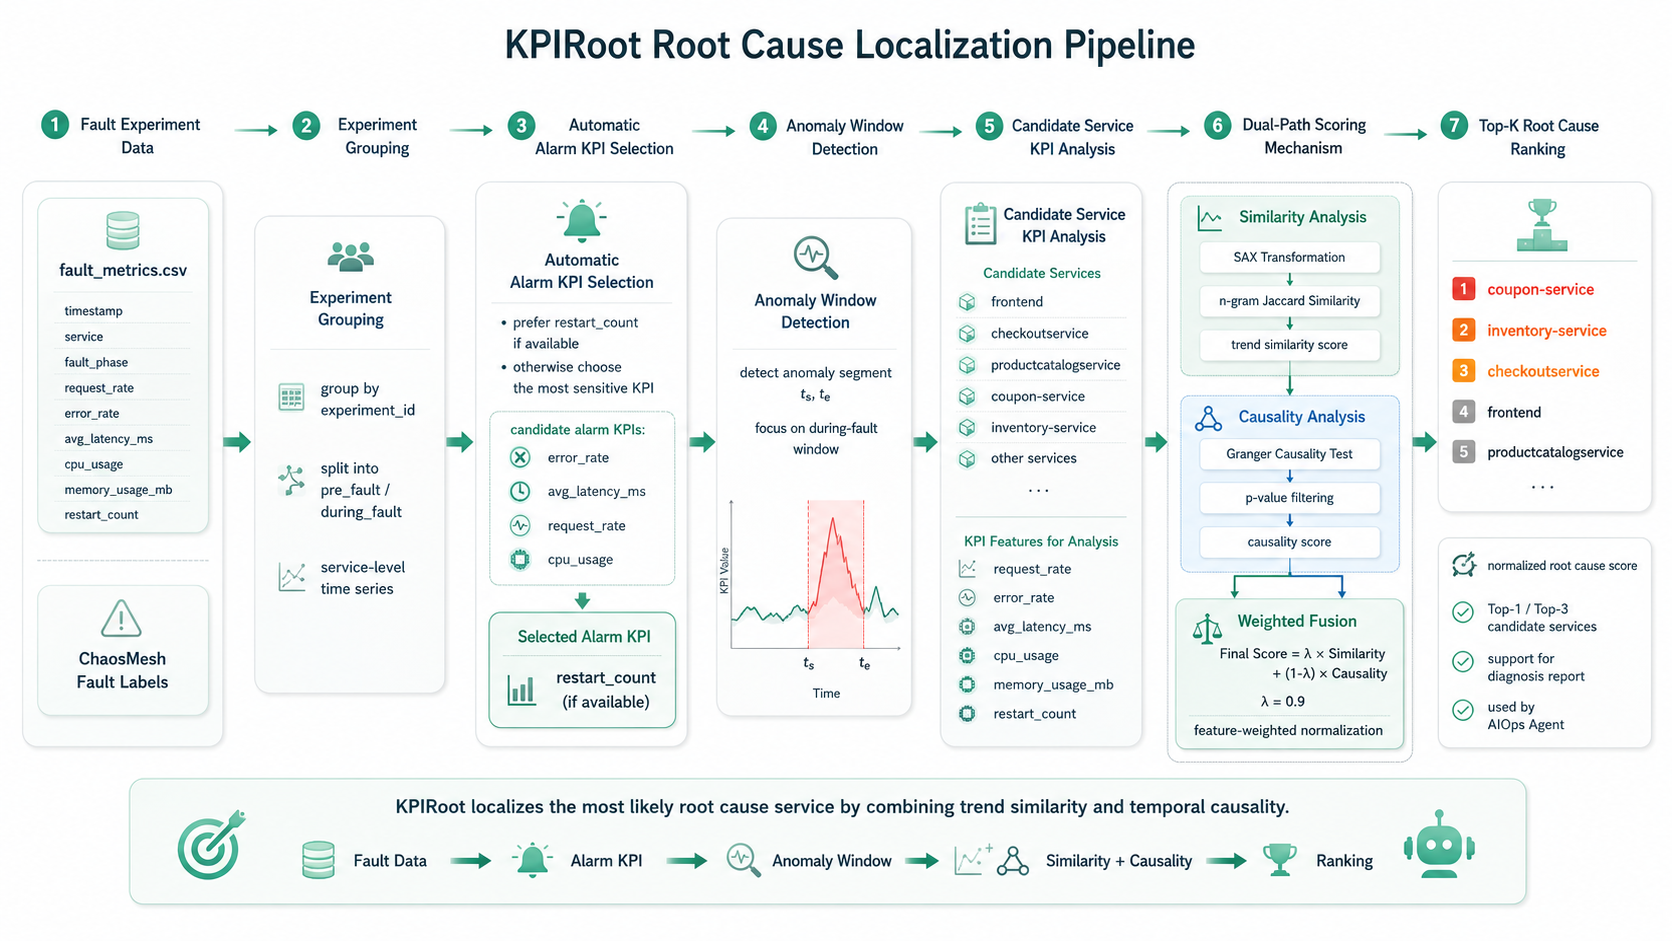 KPIRoot Root Cause Localization Pipeline
1 Fault Experiment
Data
2 Experiment
Grouping
3 Automatic
Alarm KPI Selection
4 Anomaly Window
Detection
5 Candidate Service
KPI Analysis
6 Dual-Path Scoring
Mechanism
7 Top-K Root Cause
Ranking
fault_metrics.csv
timestamp
service
fault_phase
request_rate
error_rate
avg_latency_ms
cpu_usage
memory_usage_mb
restart_count
ChaosMesh
Fault Labels
Experiment
Grouping
group by
experiment_id
split into
pre_fault /
during_fault
service-level
time series
Automatic
Alarm KPI Selection
• prefer restart_count
if available
• otherwise choose
the most sensitive KPI
candidate alarm KPIs:
error_rate
avg_latency_ms
request_rate
cpu_usage
Selected Alarm KPI
restart_count
(if available)
Anomaly Window
Detection
detect anomaly segment
ts, te
focus on during-fault
window
KPI Value
ts te
Time
Candidate Service
KPI Analysis
Candidate Services
frontend
checkoutservice
productcatalogservice
coupon-service
inventory-service
other services
...
KPI Features for Analysis
request_rate
error_rate
avg_latency_ms
cpu_usage
memory_usage_mb
restart_count
Similarity Analysis
SAX Transformation
n-gram Jaccard Similarity
trend similarity score
Causality Analysis
Granger Causality Test
p-value filtering
causality score
Weighted Fusion
Final Score = λ × Similarity
+ (1-λ) × Causality
λ = 0.9
feature-weighted normalization
1 coupon-service
2 inventory-service
3 checkoutservice
4 frontend
5 productcatalogservice
...
normalized root cause score
Top-1 / Top-3
candidate services
support for
diagnosis report
used by
AIOps Agent
KPIRoot localizes the most likely root cause service by combining trend similarity and temporal causality.
Fault Data
Alarm KPI
Anomaly Window
Similarity + Causality
Ranking